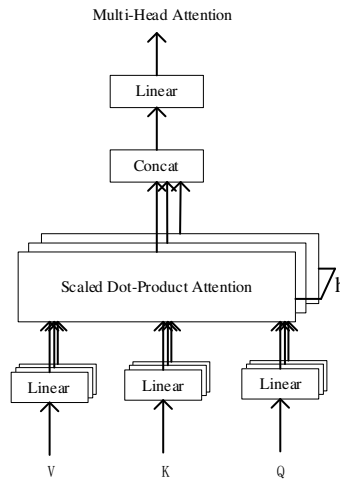 Multi-Head Attention
Linear
Concat
Scaled Dot-Product Attention
h
Linear
Linear
Linear
V
K
Q